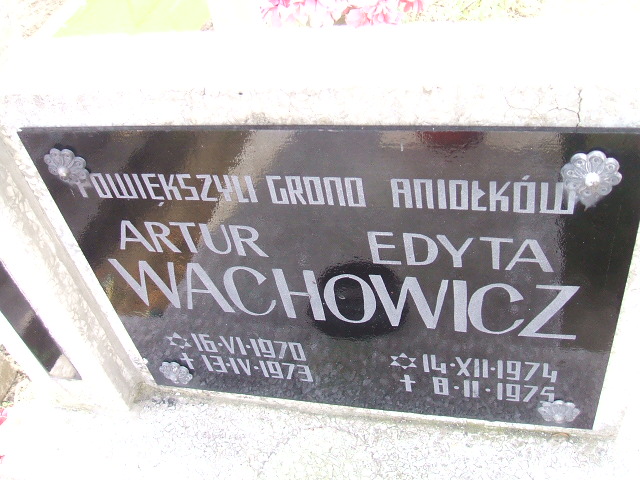 POWIĘKSZYLI GRONO ANIOŁKÓW
ARTUR EDYTA
WACHOWICZ
✡ 16·VI·1970 ✡ 14·XII·1974
† 13·IV·1973 † 8·II·1975